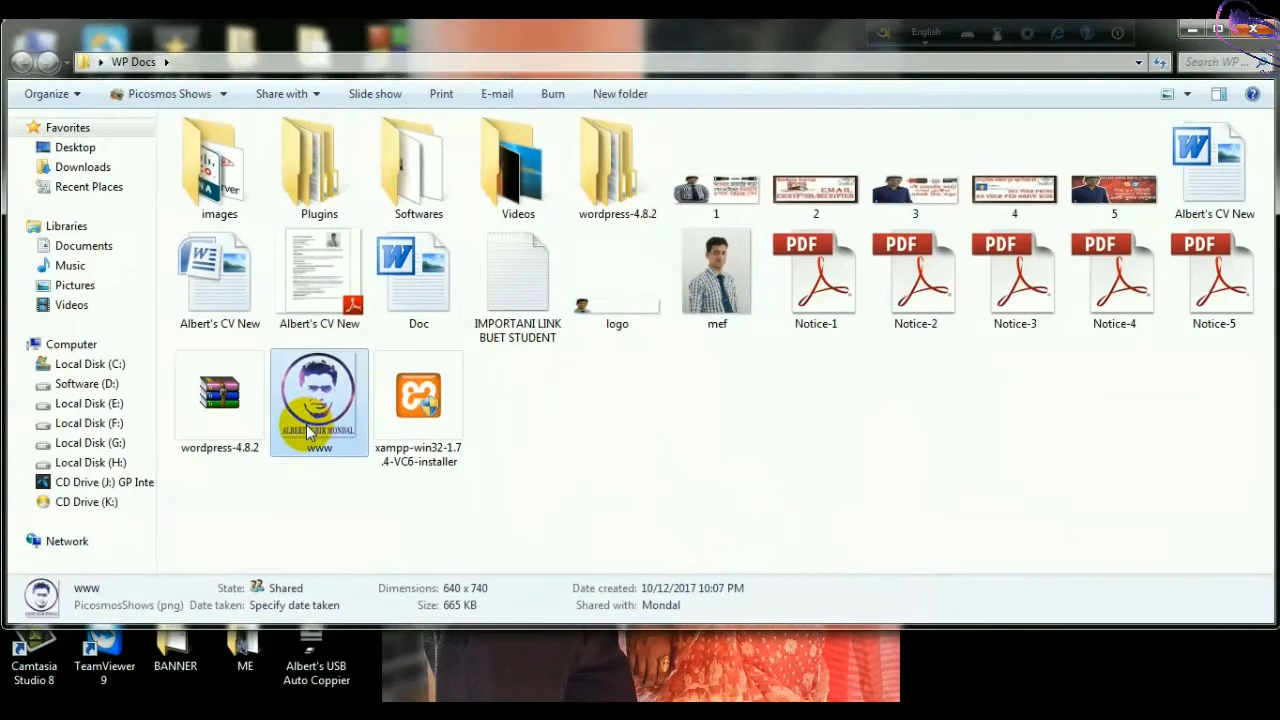 English
WP Docs
Search WP ...
Organize
Picosmos Shows
Share with
Slide show
Print
E-mail
Burn
New folder
Favorites
Desktop
Downloads
Recent Places
Libraries
Documents
Music
Pictures
Videos
Computer
Local Disk (C:)
Software (D:)
Local Disk (E:)
Local Disk (F:)
Local Disk (G:)
Local Disk (H:)
CD Drive (J:) GP Inte
CD Drive (K:)
Network
images
Plugins
Softwares
Videos
wordpress-4.8.2
1
2
3
4
5
Albert's CV New
Albert's CV New
Albert's CV New
Doc
IMPORTANI LINK
BUET STUDENT
logo
mef
PDF
Notice-1
PDF
Notice-2
PDF
Notice-3
PDF
Notice-4
PDF
Notice-5
wordpress-4.8.2
www
xampp-win32-1.7
.4-VC6-installer
www
State:
Shared
Dimensions: 640 x 740
Date created: 10/12/2017 10:07 PM
PicosmosShows (png)
Date taken: Specify date taken
Size: 665 KB
Shared with: Mondal
Camtasia
Studio 8
TeamViewer
9
BANNER
ME
Albert's USB
Auto Coppier